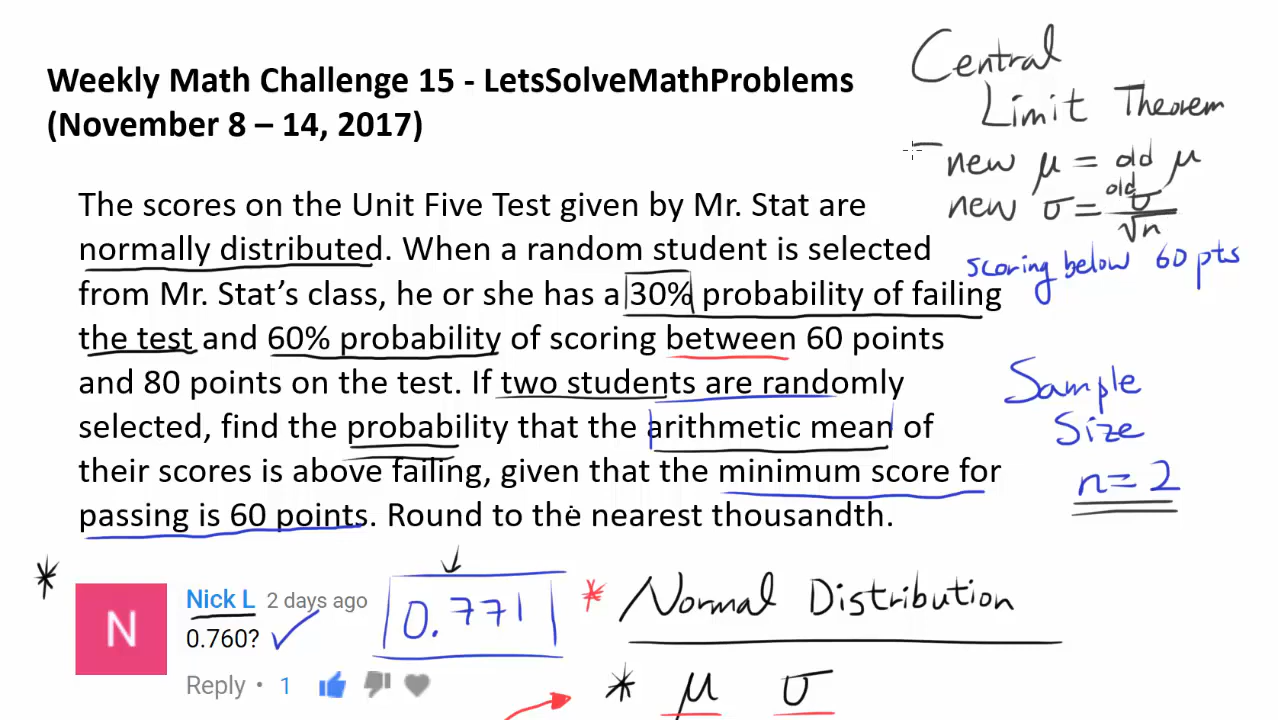 Weekly Math Challenge 15 - LetsSolveMathProblems
(November 8 – 14, 2017)
The scores on the Unit Five Test given by Mr. Stat are
normally distributed. When a random student is selected
from Mr. Stat’s class, he or she has a 30% probability of failing
the test and 60% probability of scoring between 60 points
and 80 points on the test. If two students are randomly
selected, find the probability that the arithmetic mean of
their scores is above failing, given that the minimum score for
passing is 60 points. Round to the nearest thousandth.
Central
Limit Theorem
new μ = old μ
new σ = old σ / √n
scoring below 60 pts
Sample
Size
n = 2
*
N
Nick L 2 days ago
0.760? ✓
Reply • 1
0.771
* Normal Distribution
* μ σ